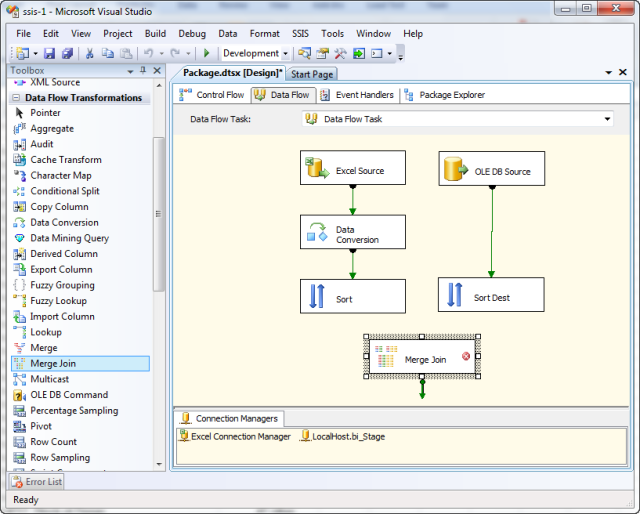 ssis-1 - Microsoft Visual Studio
File Edit View Project Build Debug Data Format SSIS Tools Window Help
Development
Toolbox
XML Source
Data Flow Transformations
Pointer
Aggregate
Audit
Cache Transform
Character Map
Conditional Split
Copy Column
Data Conversion
Data Mining Query
Derived Column
Export Column
Fuzzy Grouping
Fuzzy Lookup
Import Column
Lookup
Merge
Merge Join
Multicast
OLE DB Command
Percentage Sampling
Pivot
Row Count
Row Sampling
Package.dtsx [Design]* Start Page
Control Flow Data Flow Event Handlers Package Explorer
Data Flow Task: Data Flow Task
Excel Source
OLE DB Source
Data
Conversion
Sort
Sort Dest
Merge Join
Connection Managers
Excel Connection Manager LocalHost.bi_Stage
Error List
Ready